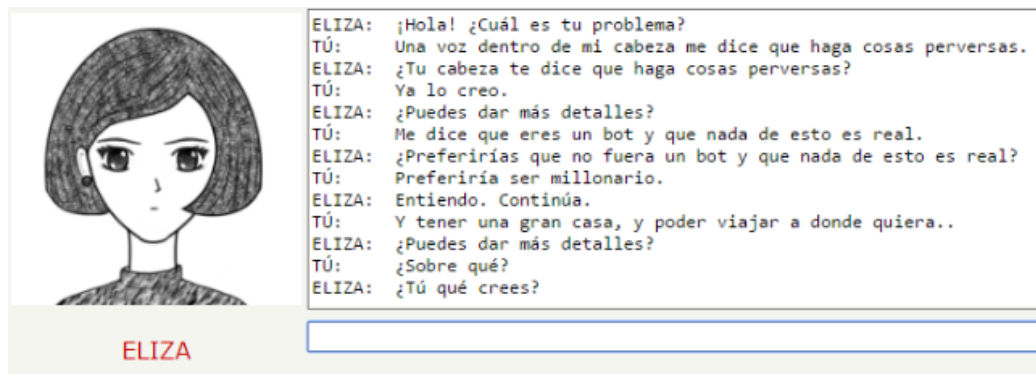 ELIZA: ¡Hola! ¿Cuál es tu problema?
TÚ: Una voz dentro de mi cabeza me dice que haga cosas perversas.
ELIZA: ¿Tu cabeza te dice que haga cosas perversas?
TÚ: Ya lo creo.
ELIZA: ¿Puedes dar más detalles?
TÚ: Me dice que eres un bot y que nada de esto es real.
ELIZA: ¿Preferirías que no fuera un bot y que nada de esto es real?
TÚ: Preferiría ser millonario.
ELIZA: Entiendo. Continúa.
TÚ: Y tener una gran casa, y poder viajar a donde quiera..
ELIZA: ¿Puedes dar más detalles?
TÚ: ¿Sobre qué?
ELIZA: ¿Tú qué crees?
ELIZA